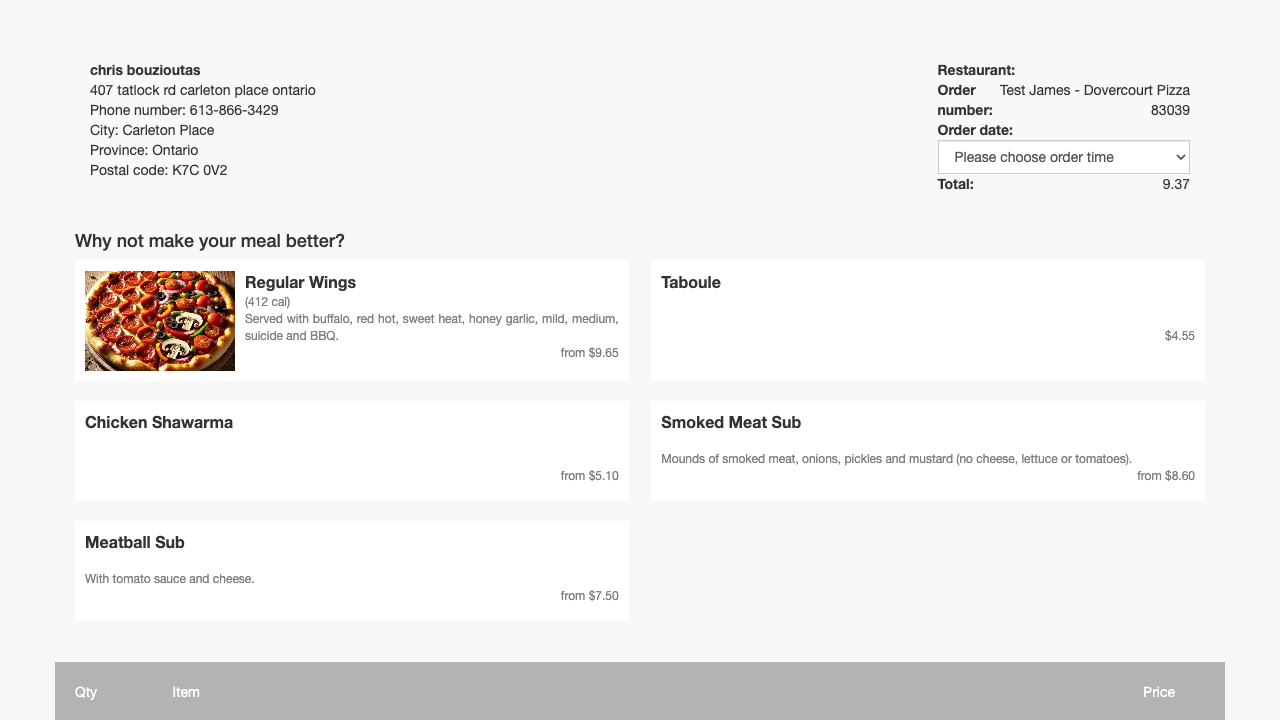 chris bouzioutas
407 tatlock rd carleton place ontario
Phone number: 613-866-3429
City: Carleton Place
Province: Ontario
Postal code: K7C 0V2
Restaurant:
Order Test James - Dovercourt Pizza
number: 83039
Order date:
Please choose order time
Total: 9.37
Why not make your meal better?
Regular Wings
(412 cal)
Served with buffalo, red hot, sweet heat, honey garlic, mild, medium,
suicide and BBQ.
from $9.65
Taboule
$4.55
Chicken Shawarma
from $5.10
Smoked Meat Sub
Mounds of smoked meat, onions, pickles and mustard (no cheese, lettuce or tomatoes).
from $8.60
Meatball Sub
With tomato sauce and cheese.
from $7.50
Qty Item Price